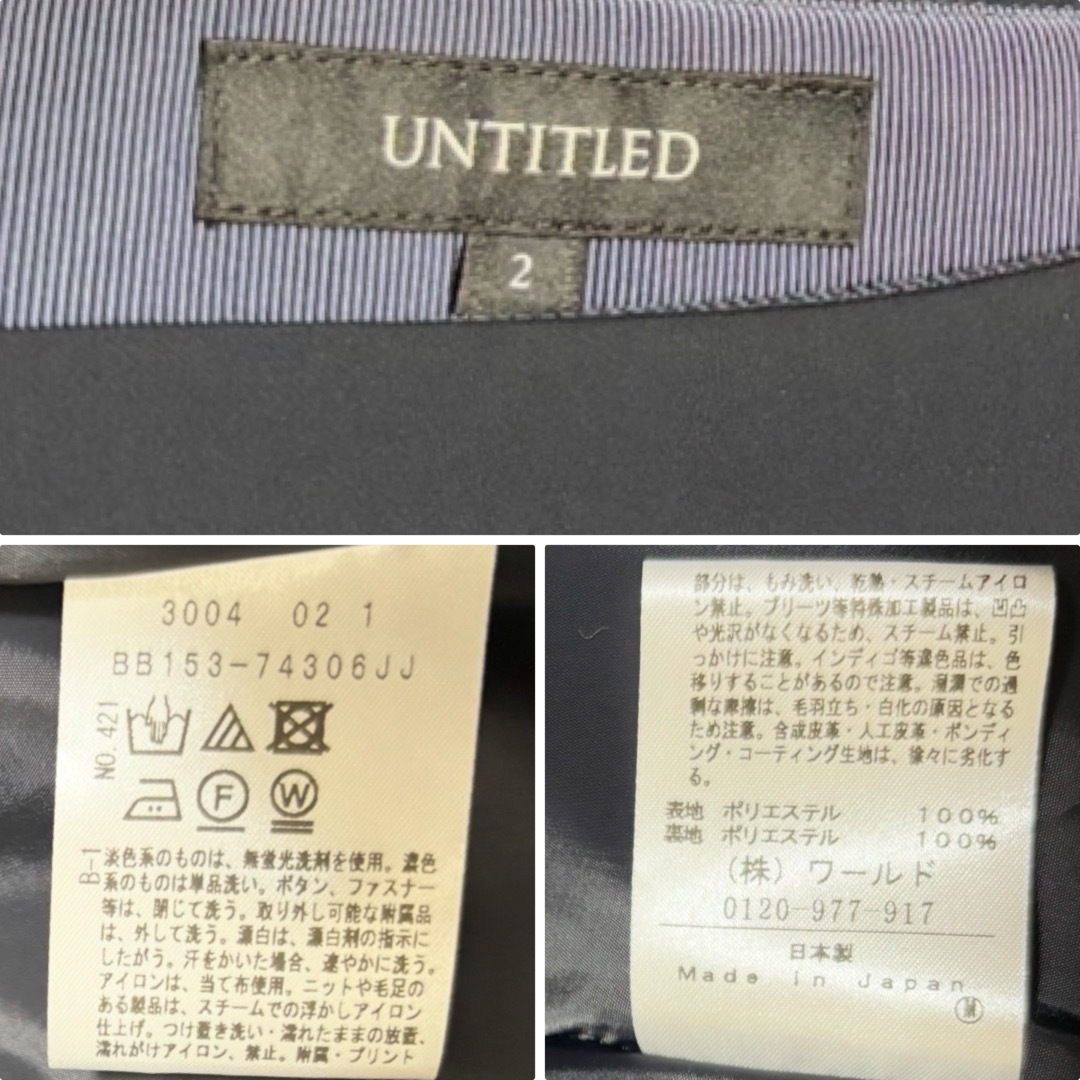 UNTITLED
2
3004 02 1
BB153-74306JJ
NO.421
F
W
B-1
淡色系のものは、無蛍光洗剤を使用。濃色
系のものは単品洗い。ボタン、ファスナー
等は、閉じて洗う。取り外し可能な附属品
は、外して洗う。漂白は、漂白剤の指示に
したがう。汗をかいた場合、速やかに洗う。
アイロンは、当て布使用。ニットや毛足の
ある製品は、スチームでの浮かしアイロン
仕上げ。つけ置き洗い・濡れたままの放置、
濡れがけアイロン、禁止。附属・プリント
部分は、もみ洗い、乾熱・スチームアイロ
ン禁止。プリーツ等特殊加工製品は、凹凸
や光沢がなくなるため、スチーム禁止。引
っかけに注意。インディゴ等濃色品は、色
移りすることがあるので注意。湿潤での過
剰な摩擦は、毛羽立ち・白化の原因となる
ため注意。合成皮革・人工皮革・ボンディ
ング・コーティング生地は、徐々に劣化す
る。
表地 ポリエステル 100%
裏地 ポリエステル 100%
(株)ワールド
0120-977-917
日本製
Made in Japan
M